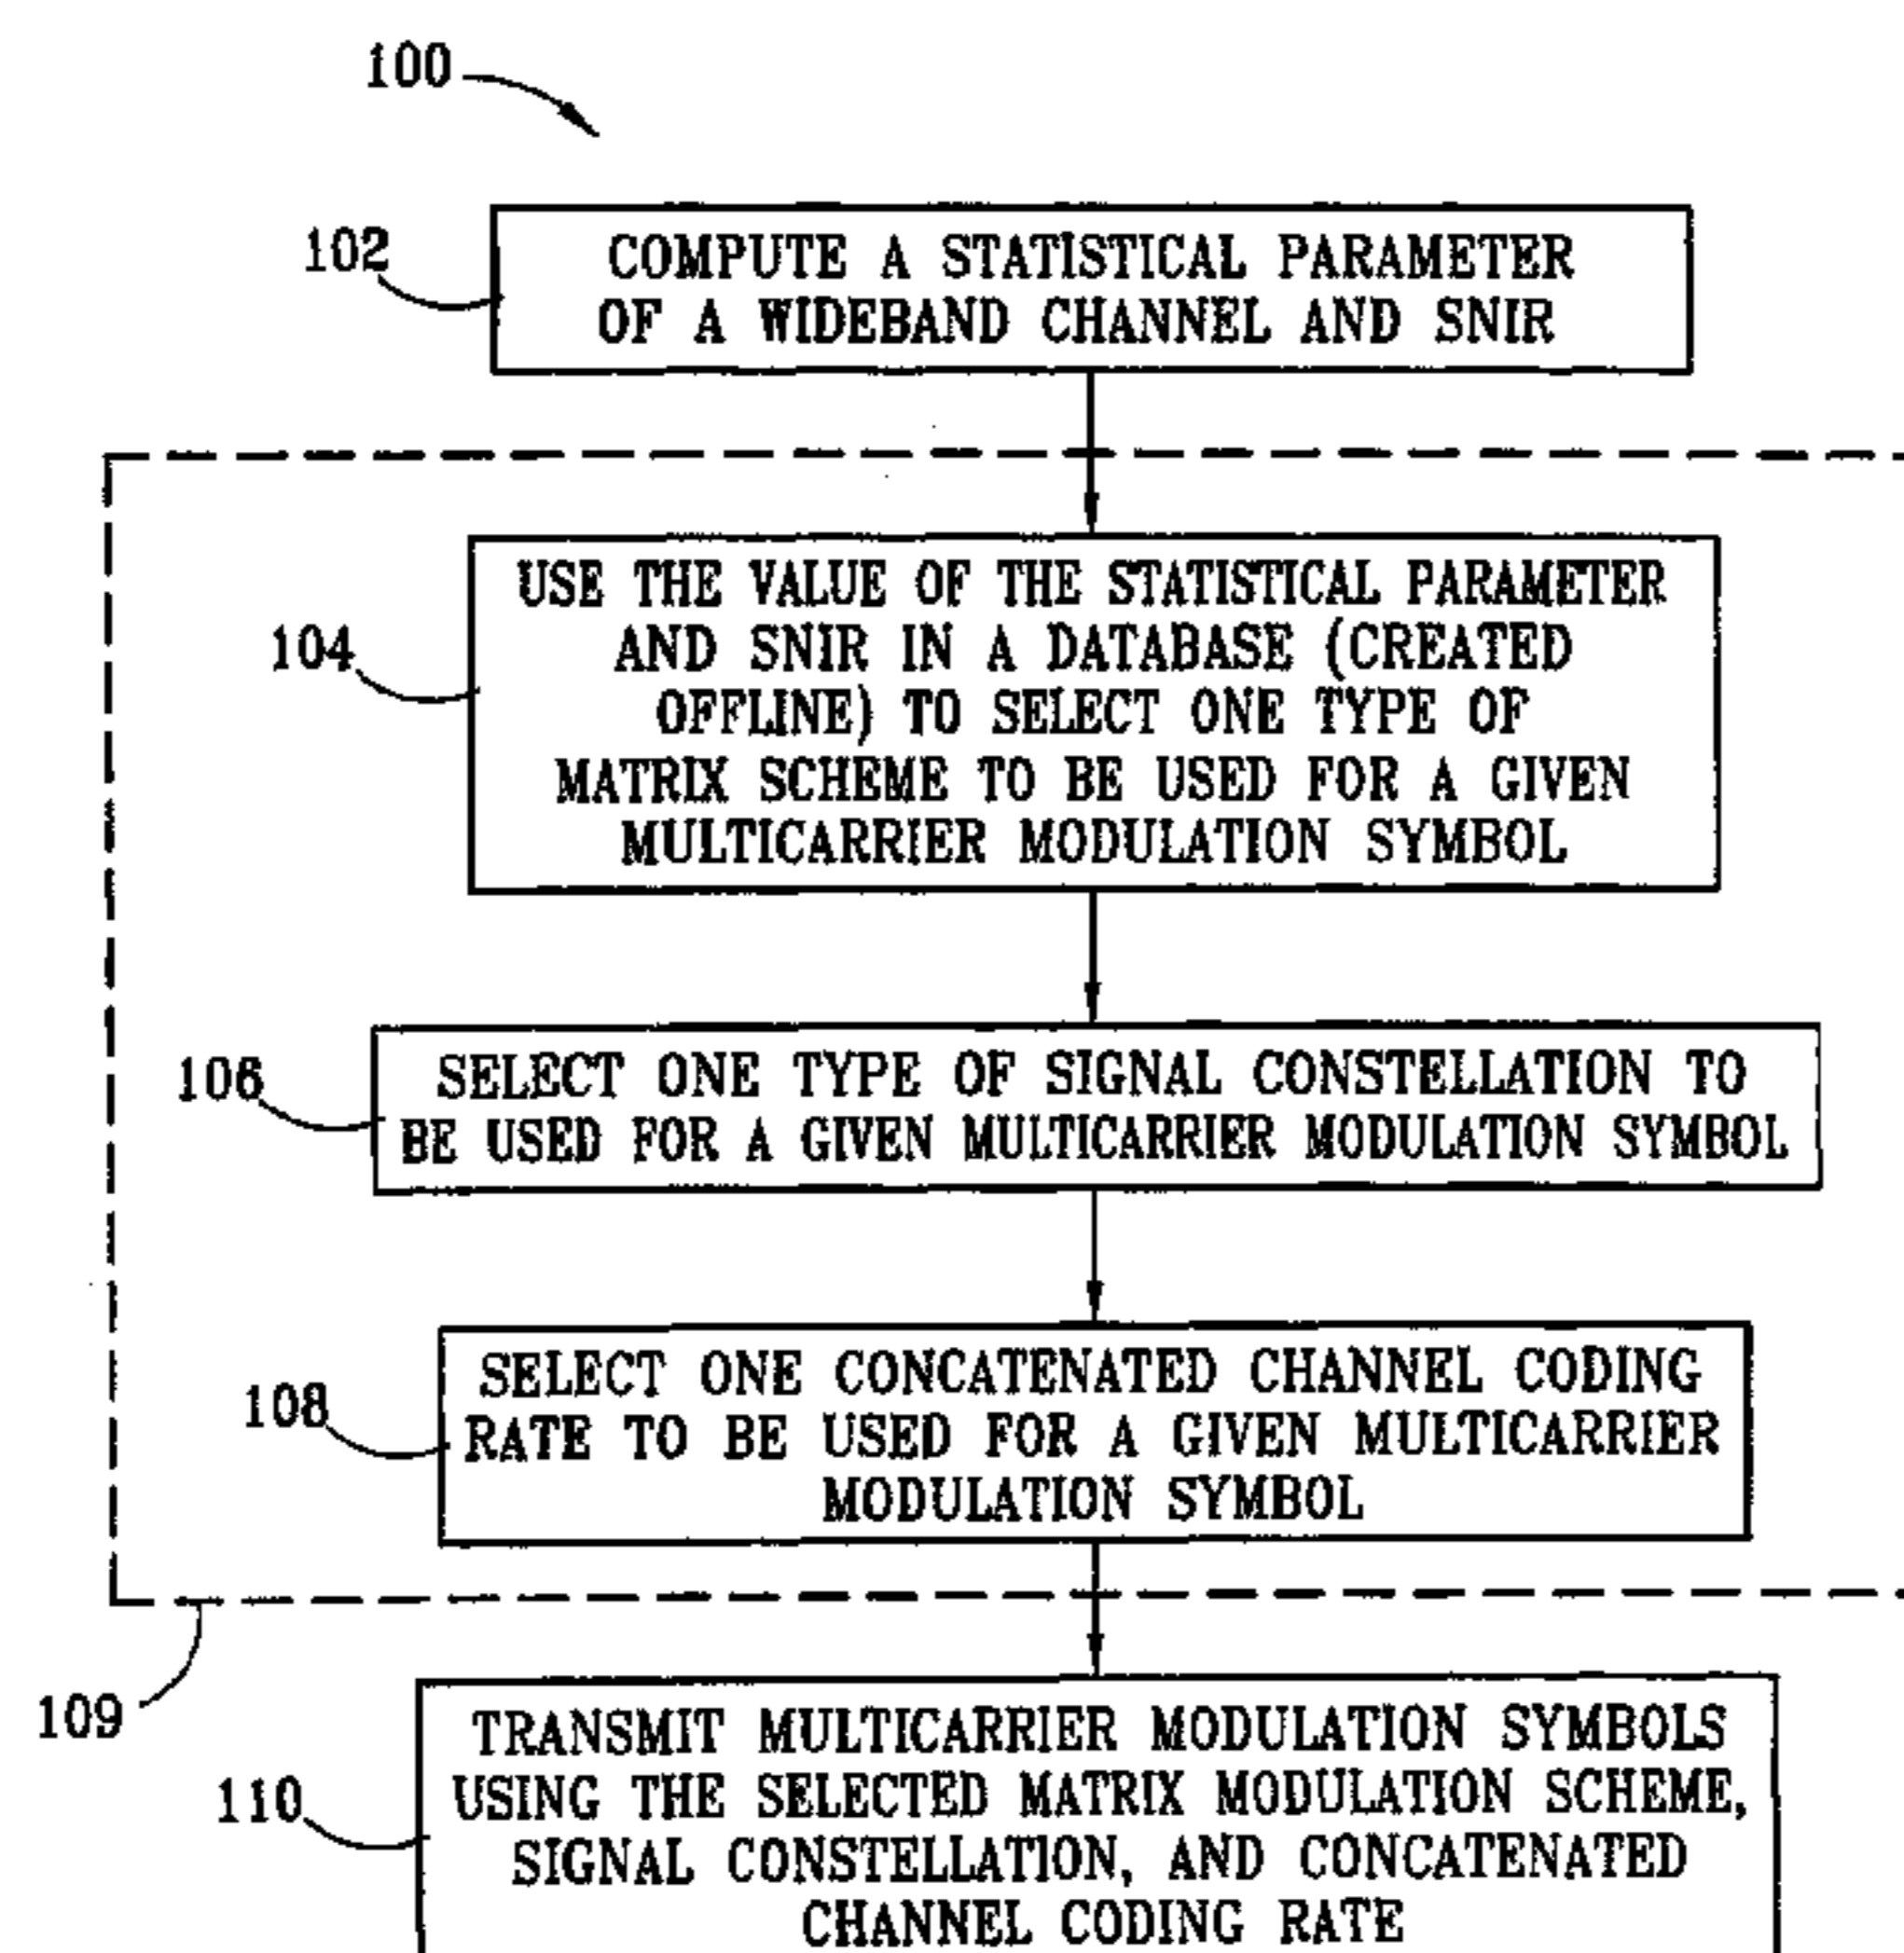 100
102
COMPUTE A STATISTICAL PARAMETER
OF A WIDEBAND CHANNEL AND SNIR
104
USE THE VALUE OF THE STATISTICAL PARAMETER
AND SNIR IN A DATABASE (CREATED
OFFLINE) TO SELECT ONE TYPE OF
MATRIX SCHEME TO BE USED FOR A GIVEN
MULTICARRIER MODULATION SYMBOL
106
SELECT ONE TYPE OF SIGNAL CONSTELLATION TO
BE USED FOR A GIVEN MULTICARRIER MODULATION SYMBOL
108
SELECT ONE CONCATENATED CHANNEL CODING
RATE TO BE USED FOR A GIVEN MULTICARRIER
MODULATION SYMBOL
109
110
TRANSMIT MULTICARRIER MODULATION SYMBOLS
USING THE SELECTED MATRIX MODULATION SCHEME,
SIGNAL CONSTELLATION, AND CONCATENATED
CHANNEL CODING RATE